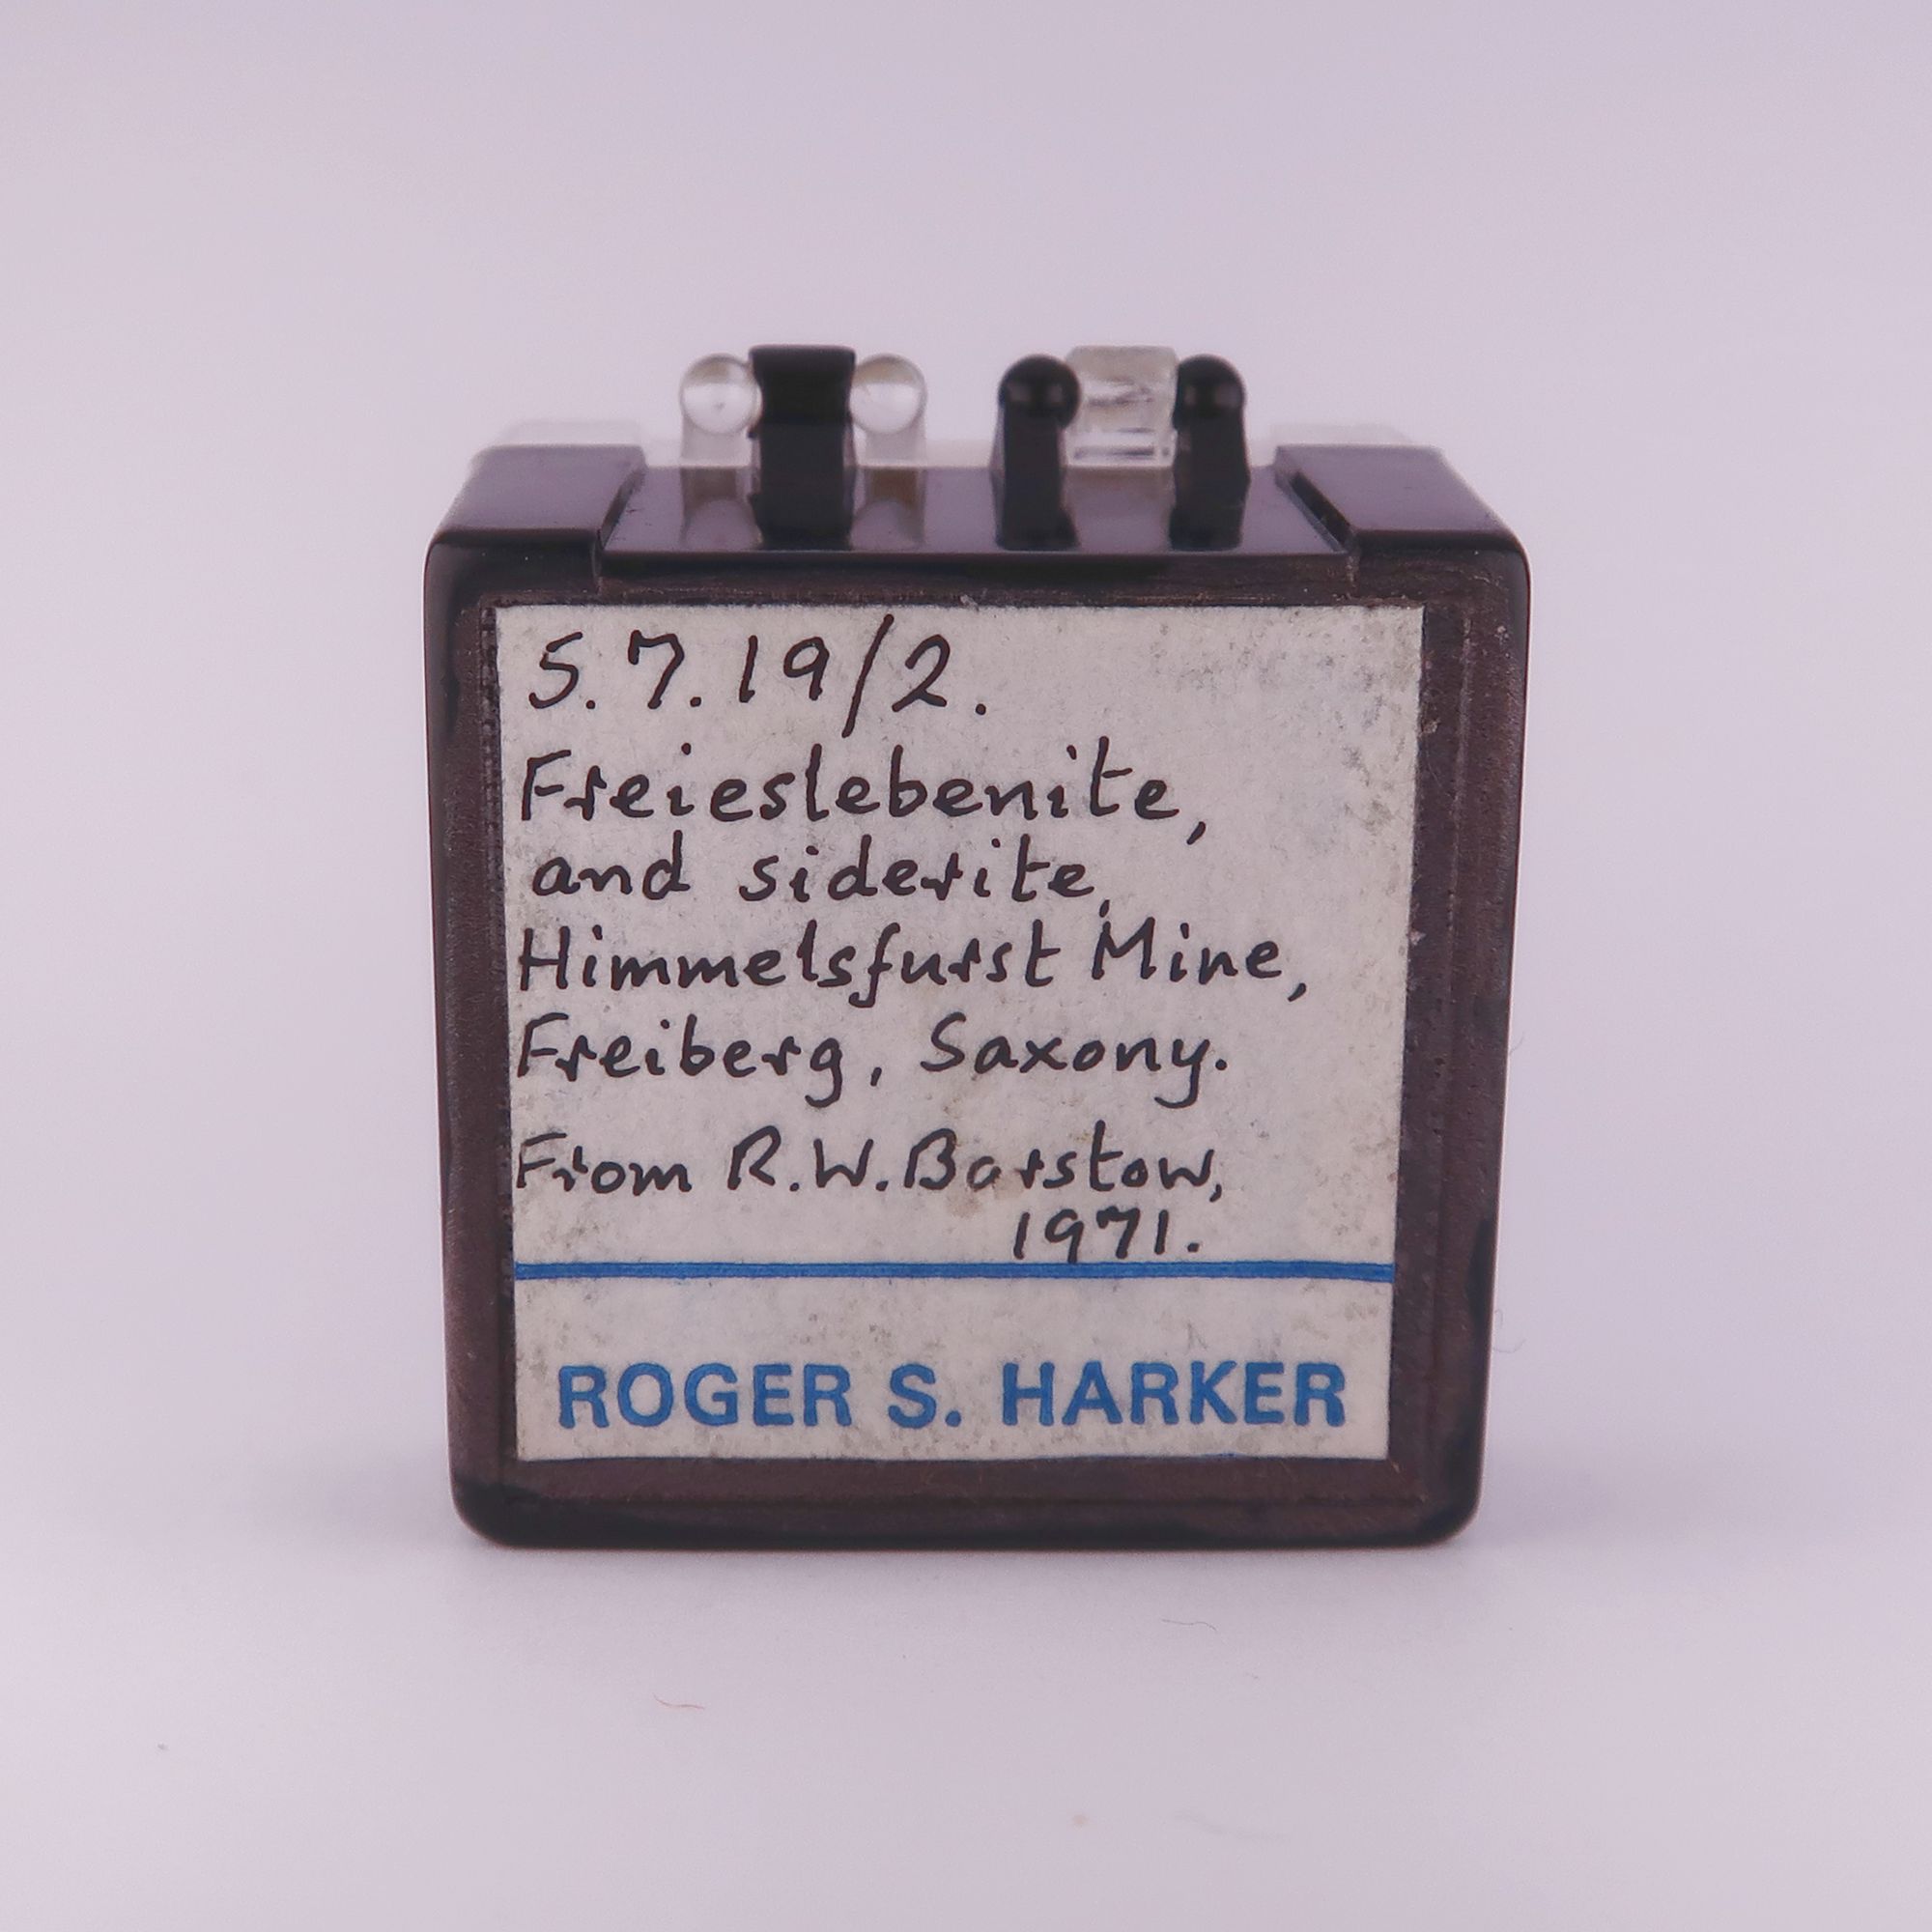 5.7.19/2.
Freieslebenite,
and siderite,
Himmelsfurst Mine,
Freiberg, Saxony.
From R.W. Barstow,
1971.
ROGER S. HARKER